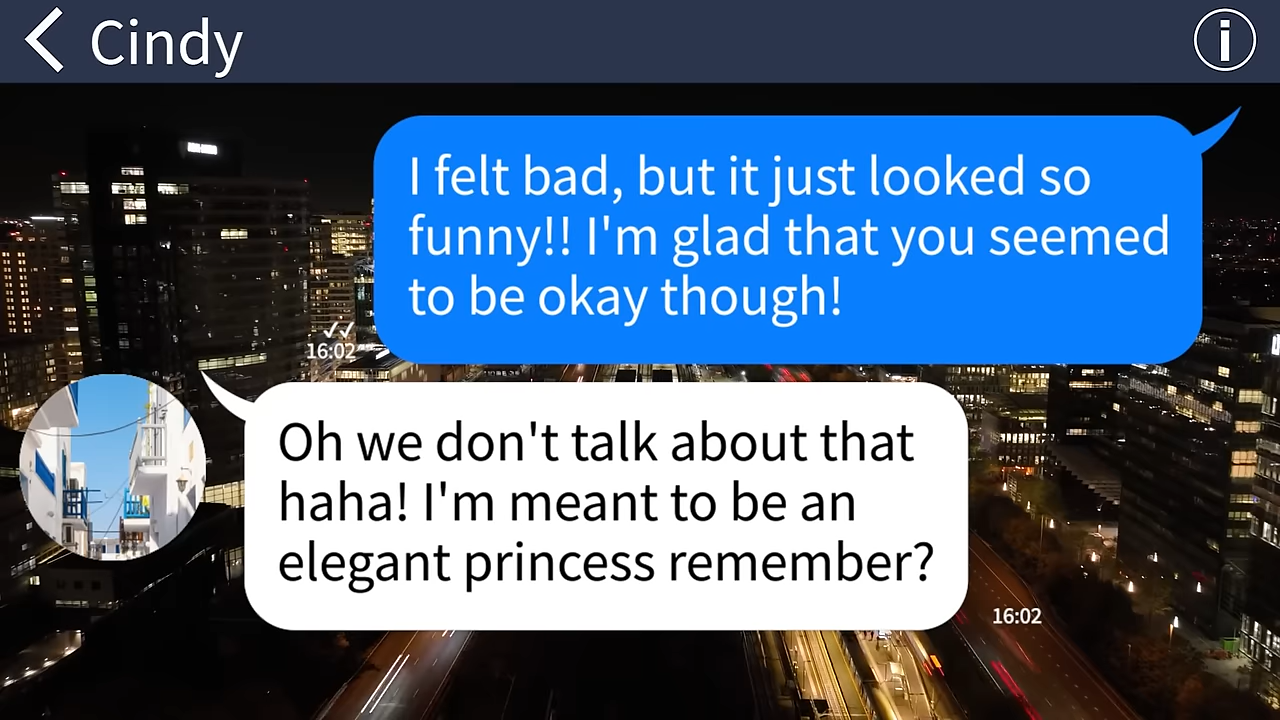 Cindy
I felt bad, but it just looked so
funny!! I'm glad that you seemed
to be okay though!
16:02
Oh we don't talk about that
haha! I'm meant to be an
elegant princess remember?
16:02